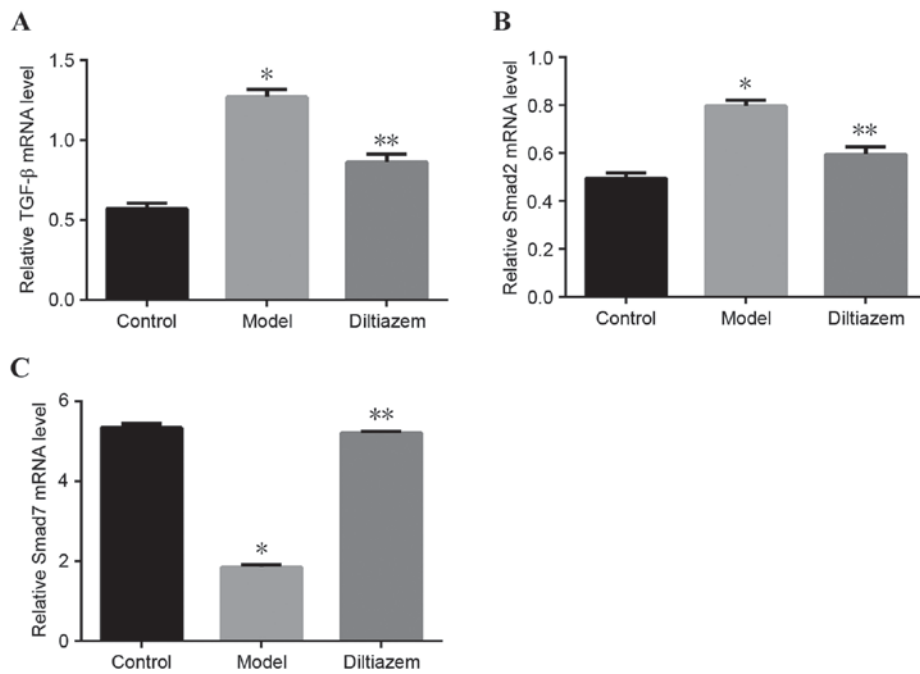 A
Relative TGF-β mRNA level
1.5
1.0
0.5
0.0
*
**
Control Model Diltiazem
B
Relative Smad2 mRNA level
1.0
0.8
0.6
0.4
0.2
0.0
*
**
Control Model Diltiazem
C
Relative Smad7 mRNA level
6
4
2
0
*
**
Control Model Diltiazem